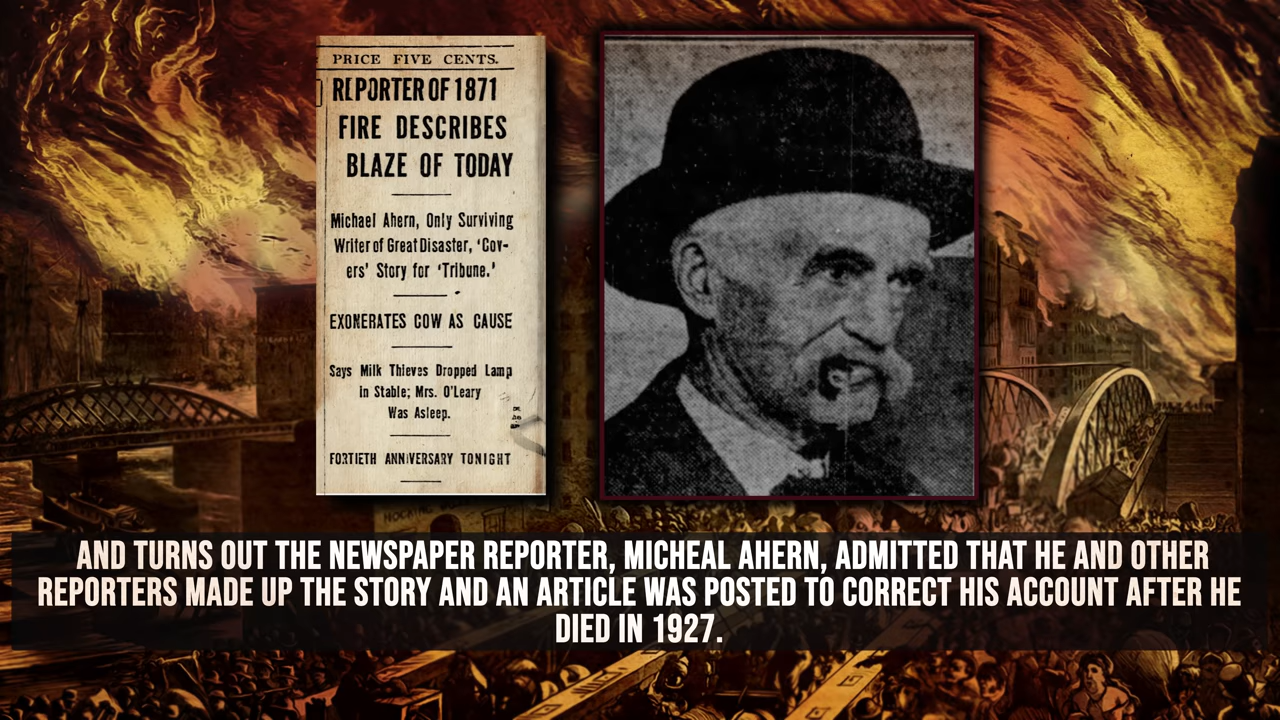 PRICE FIVE CENTS.
REPORTER OF 1871
FIRE DESCRIBES
BLAZE OF TODAY
Michael Ahern, Only Surviving
Writer of Great Disaster, 'Cov-
ers' Story for 'Tribune.'
EXONERATES COW AS CAUSE
Says Milk Thieves Dropped Lamp
in Stable; Mrs. O'Leary
Was Asleep.
FORTIETH ANNIVERSARY TONIGHT
AND TURNS OUT THE NEWSPAPER REPORTER, MICHEAL AHERN, ADMITTED THAT HE AND OTHER
REPORTERS MADE UP THE STORY AND AN ARTICLE WAS POSTED TO CORRECT HIS ACCOUNT AFTER HE
DIED IN 1927.